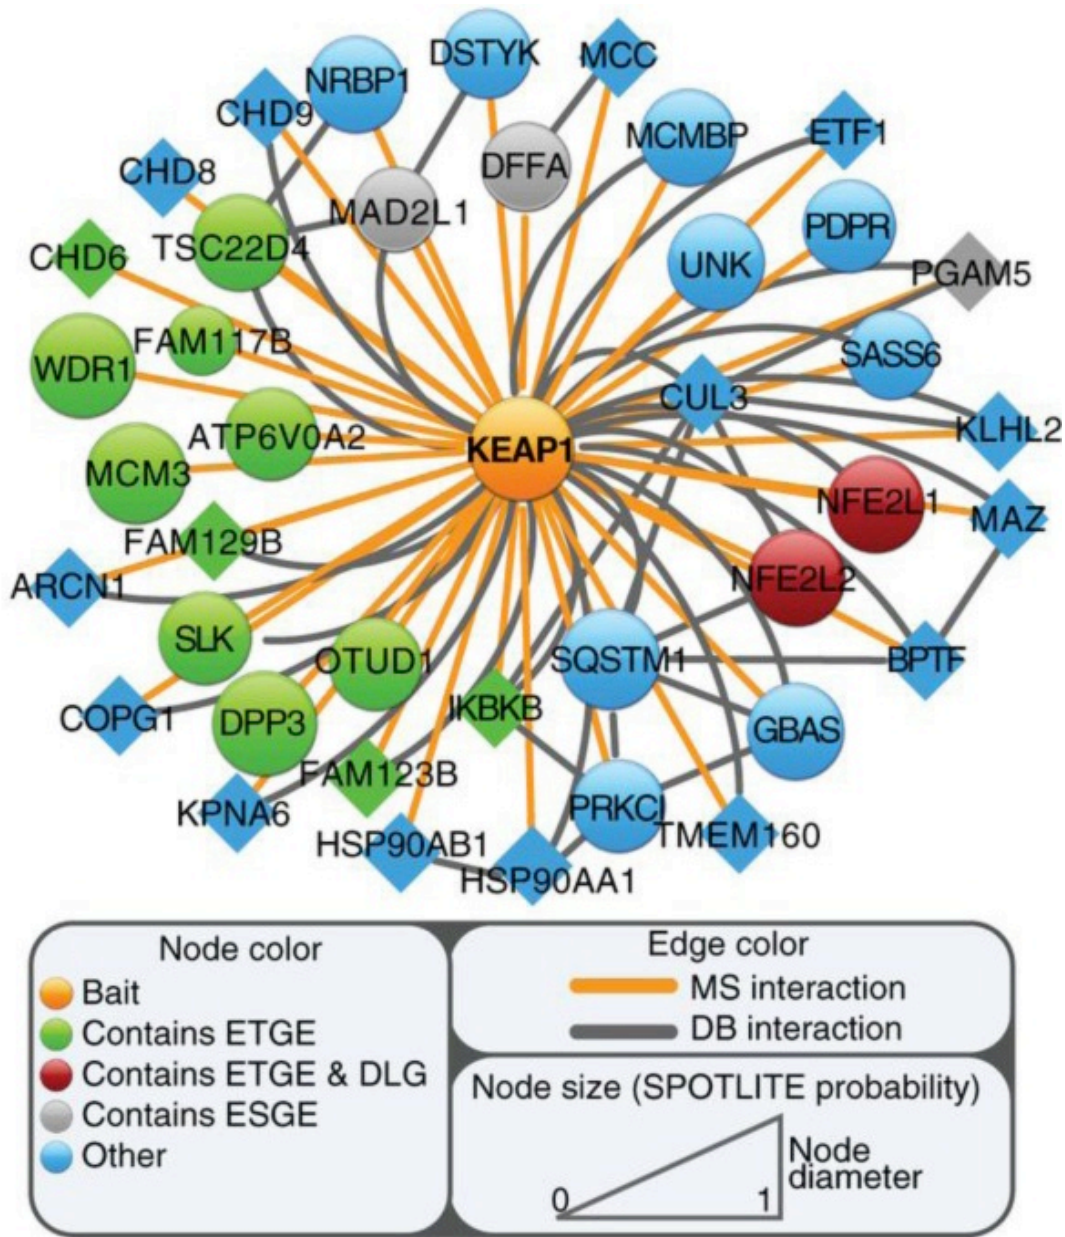 DSTYK
MCC
NRBP1
CHD9
MCMBP
ETF1
DFFA
CHD8
MAD2L1
TSC22D4
PDPR
CHD6
UNK
PGAM5
FAM117B
WDR1
SASS6
CUL3
ATP6V0A2
KLHL2
KEAP1
MCM3
NFE2L1
MAZ
FAM129B
ARCN1
NFE2L2
SLK
OTUD1
SQSTM1
BPTF
COPG1
DPP3
IKBKB
GBAS
FAM123B
KPNA6
PRKCI
TMEM160
HSP90AB1
HSP90AA1
Node color
Bait
Contains ETGE
Contains ETGE & DLG
Contains ESGE
Other
Edge color
MS interaction
DB interaction
Node size (SPOTLITE probability)
Node
diameter
0
1